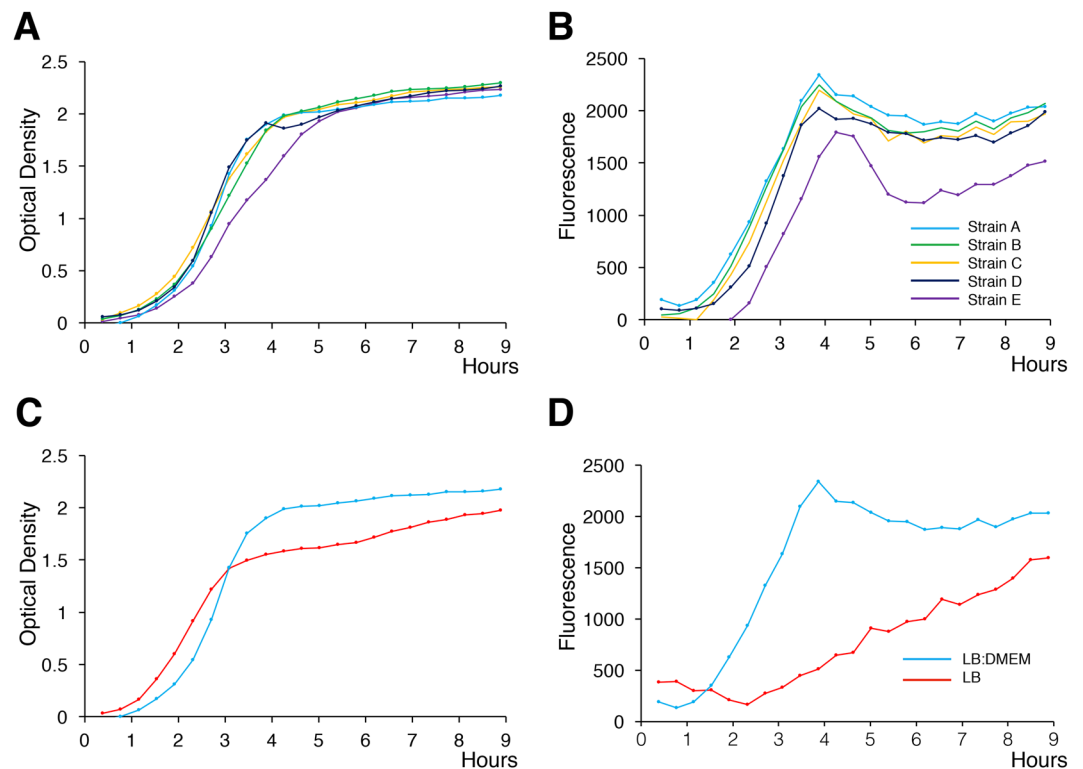 A
B
2.5
2
1.5
1
0.5
0
Optical Density
0 1 2 3 4 5 6 7 8 9
Hours
2500
2000
1500
1000
500
0
Fluorescence
Strain A
Strain B
Strain C
Strain D
Strain E
0 1 2 3 4 5 6 7 8 9
Hours
C
D
2.5
2
1.5
1
0.5
0
Optical Density
0 1 2 3 4 5 6 7 8 9
Hours
2500
2000
1500
1000
500
0
Fluorescence
LB:DMEM
LB
0 1 2 3 4 5 6 7 8 9
Hours